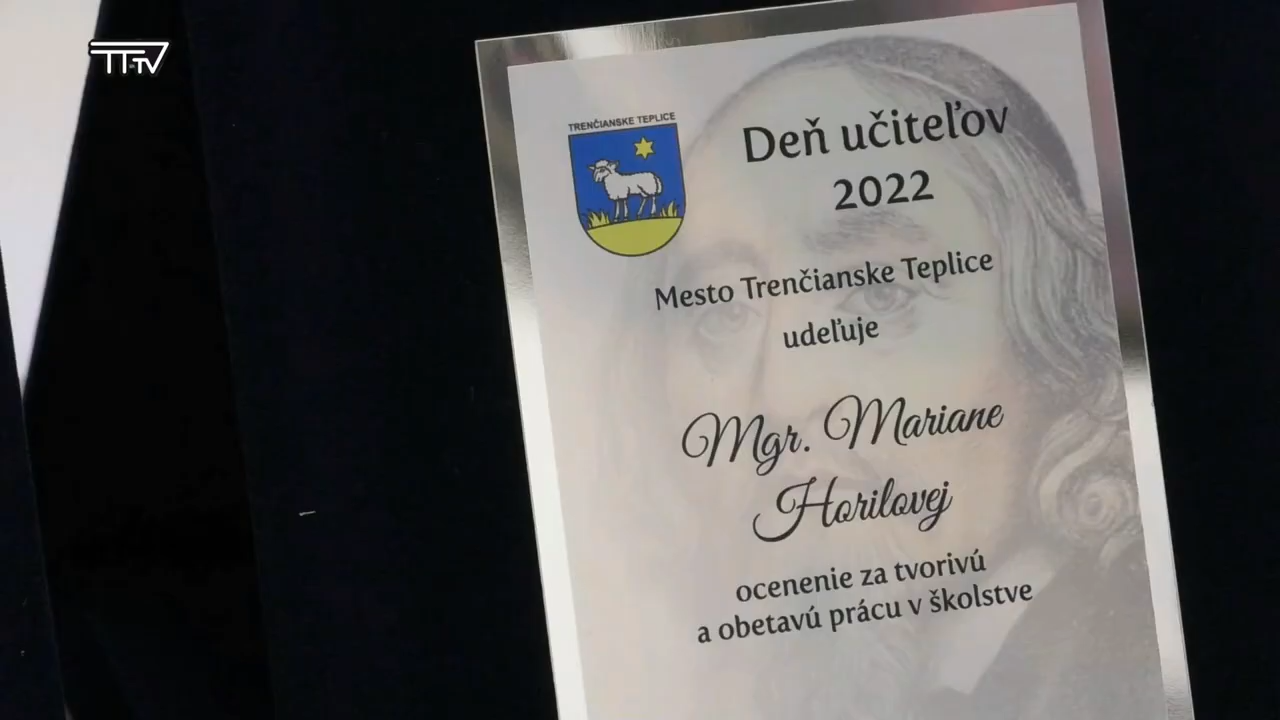 TT-TV
TRENČIANSKE TEPLICE
Deň učiteľov
2022
Mesto Trenčianske Teplice
udeľuje
Mgr. Mariane
Horilovej
ocenenie za tvorivú
a obetavú prácu v školstve